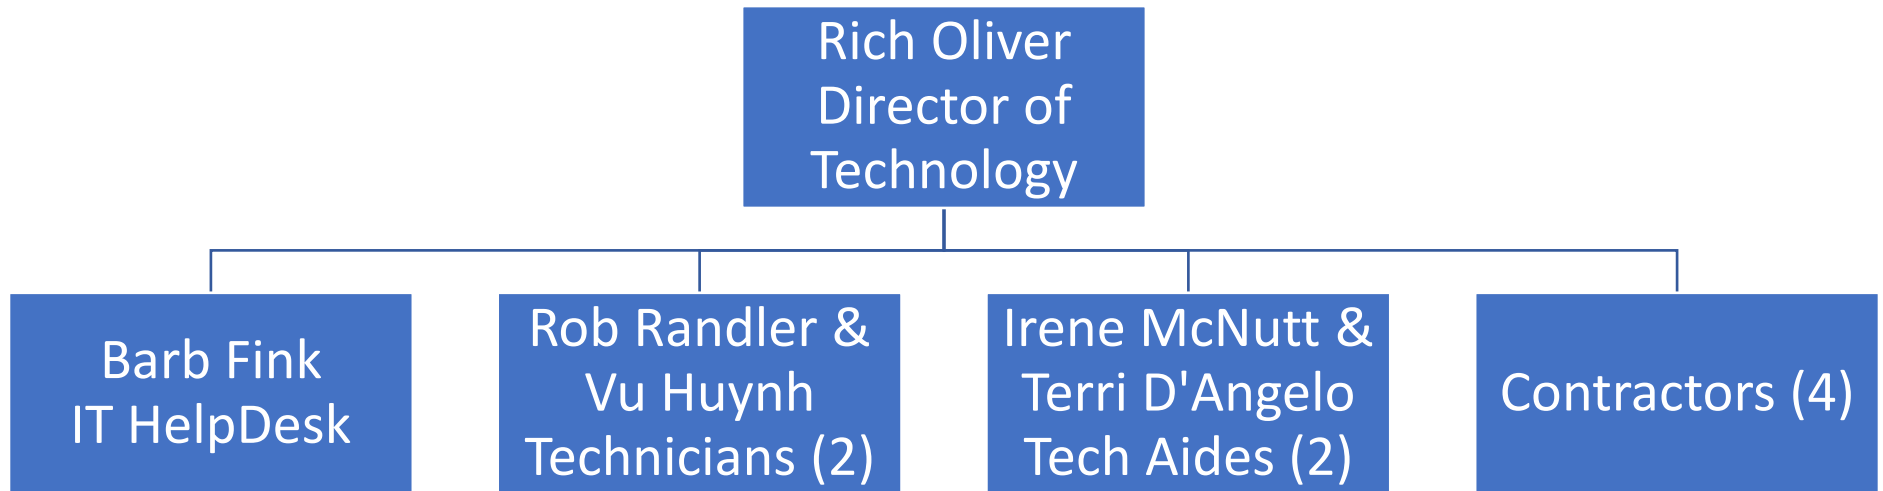 Rich Oliver
Director of
Technology
Barb Fink
IT HelpDesk
Rob Randler &
Vu Huynh
Technicians (2)
Irene McNutt &
Terri D'Angelo
Tech Aides (2)
Contractors (4)